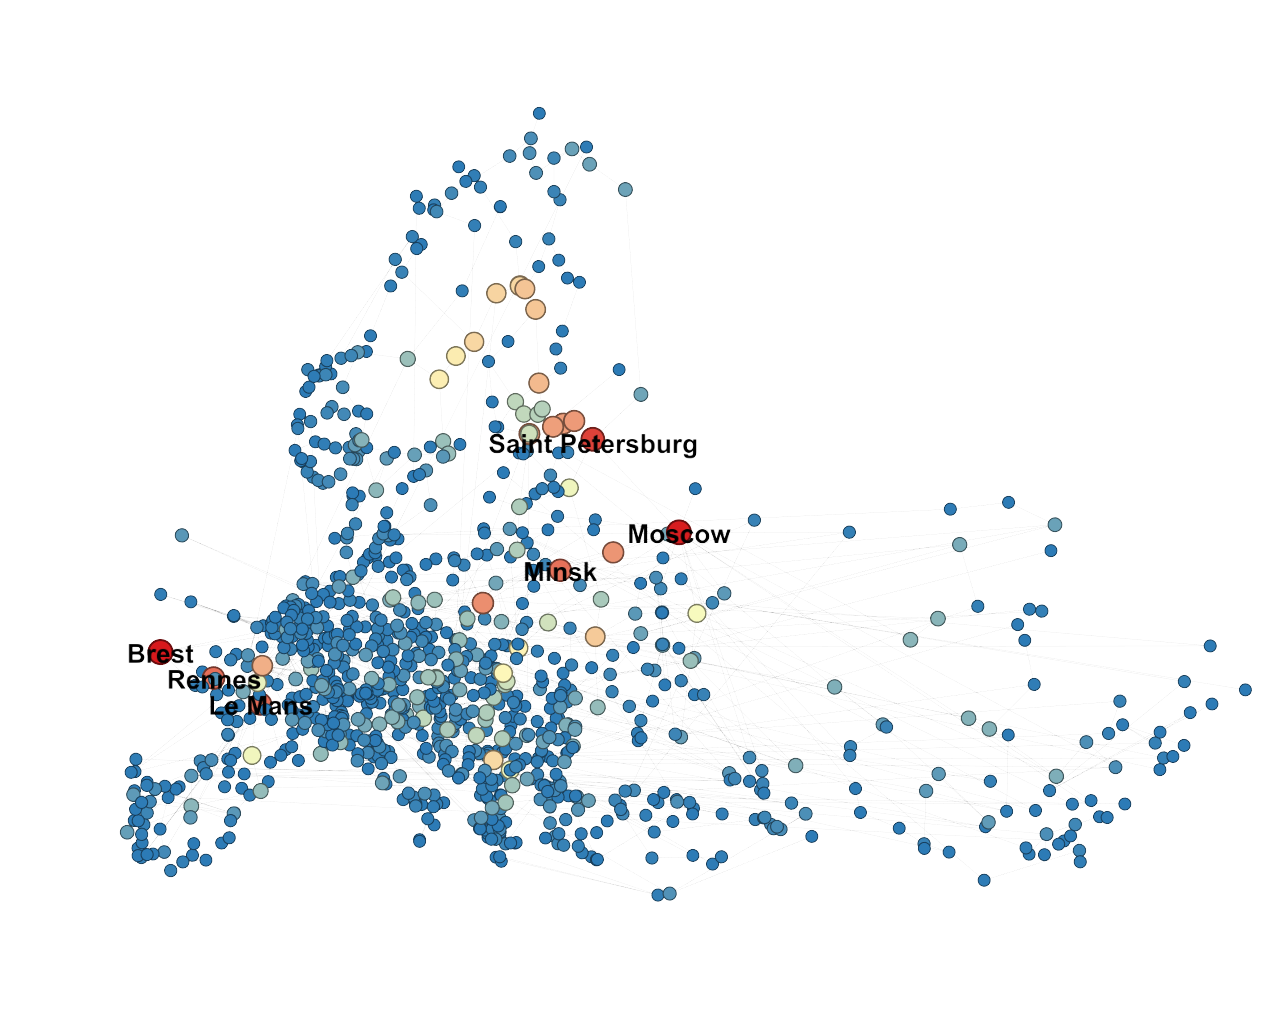 Saint Petersburg
Moscow
Minsk
Brest
Rennes
Le Mans